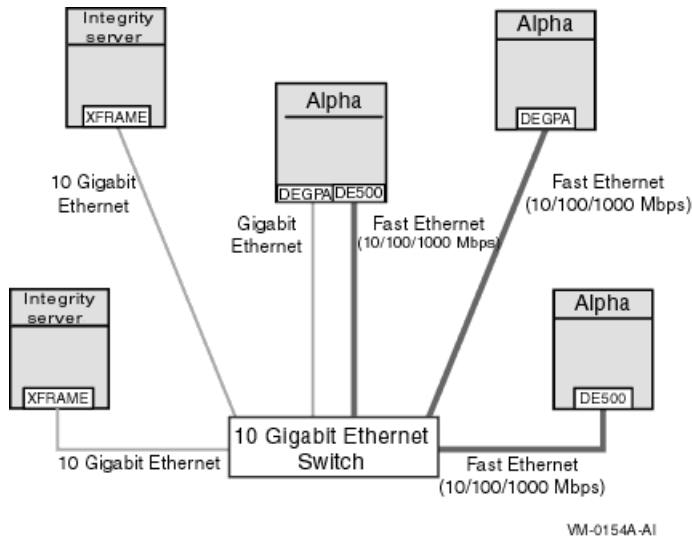 Integrity
server
XFRAME
10 Gigabit
Ethernet
Alpha
DEGPA
DE500
Gigabit
Ethernet
Fast Ethernet
(10/100/1000 Mbps)
Alpha
DEGPA
Fast Ethernet
(10/100/1000 Mbps)
Integrity
server
XFRAME
10 Gigabit Ethernet
Alpha
DE500
Fast Ethernet
(10/100/1000 Mbps)
10 Gigabit Ethernet
Switch
VM-0154A-AI